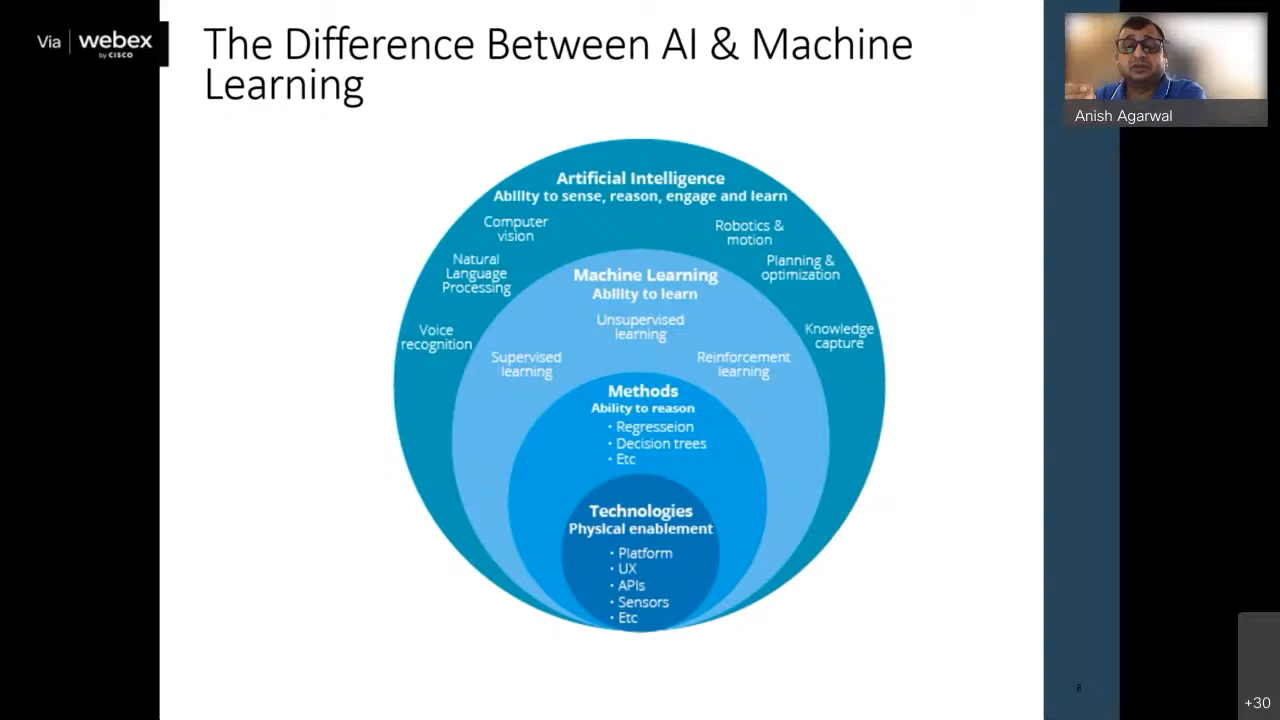 Via webex
by CISCO
The Difference Between AI & Machine
Learning
Anish Agarwal
Artificial Intelligence
Ability to sense, reason, engage and learn
Computer
vision
Robotics &
motion
Natural
Language
Processing
Planning &
optimization
Voice
recognition
Knowledge
capture
Machine Learning
Ability to learn
Unsupervised
learning
Supervised
learning
Reinforcement
learning
Methods
Ability to reason
· Regresseion
· Decision trees
· Etc
Technologies
Physical enablement
· Platform
· UX
· APIs
· Sensors
· Etc
8
+30